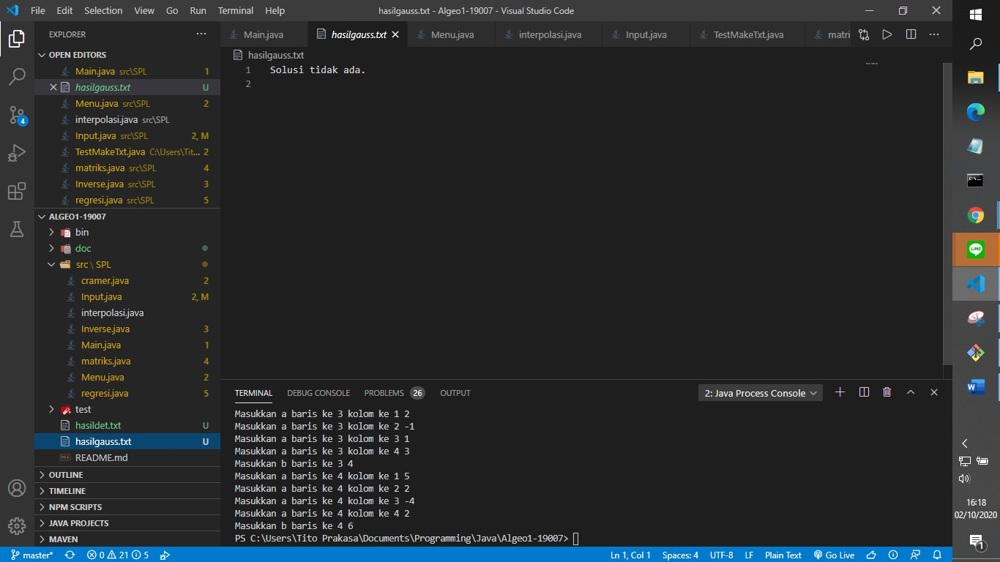 File Edit Selection View Go Run Terminal Help hasilgauss.txt - Algeo1-19007 - Visual Studio Code
EXPLORER
Main.java hasilgauss.txt Menu.java interpolasi.java Input.java TestMakeTxt.java matri
OPEN EDITORS
Main.java src\SPL 1
hasilgauss.txt U
Menu.java src\SPL 2
interpolasi.java src\SPL
Input.java src\SPL 2, M
TestMakeTxt.java C:\Users\Tit... 2
matriks.java src\SPL 4
Inverse.java src\SPL 3
regresi.java src\SPL 5
ALGEO1-19007
bin
doc
src \ SPL
cramer.java 2
Input.java 2, M
interpolasi.java
Inverse.java 3
Main.java 1
matriks.java 4
Menu.java 2
regresi.java 5
test
hasildet.txt U
hasilgauss.txt U
README.md
OUTLINE
TIMELINE
NPM SCRIPTS
JAVA PROJECTS
MAVEN
4
hasilgauss.txt
1 Solusi tidak ada.
2
TERMINAL DEBUG CONSOLE PROBLEMS 26 OUTPUT 2: Java Process Console
Masukkan a baris ke 3 kolom ke 1 2
Masukkan a baris ke 3 kolom ke 2 -1
Masukkan a baris ke 3 kolom ke 3 1
Masukkan a baris ke 3 kolom ke 4 3
Masukkan b baris ke 3 4
Masukkan a baris ke 4 kolom ke 1 5
Masukkan a baris ke 4 kolom ke 2 2
Masukkan a baris ke 4 kolom ke 3 -4
Masukkan a baris ke 4 kolom ke 4 2
Masukkan b baris ke 4 6
PS C:\Users\Tito Prakasa\Documents\Programming\Java\Algeo1-19007>
master* 0 21 5 Ln 1, Col 1 Spaces: 4 UTF-8 LF Plain Text Go Live
LINE
W
16:18
02/10/2020
1